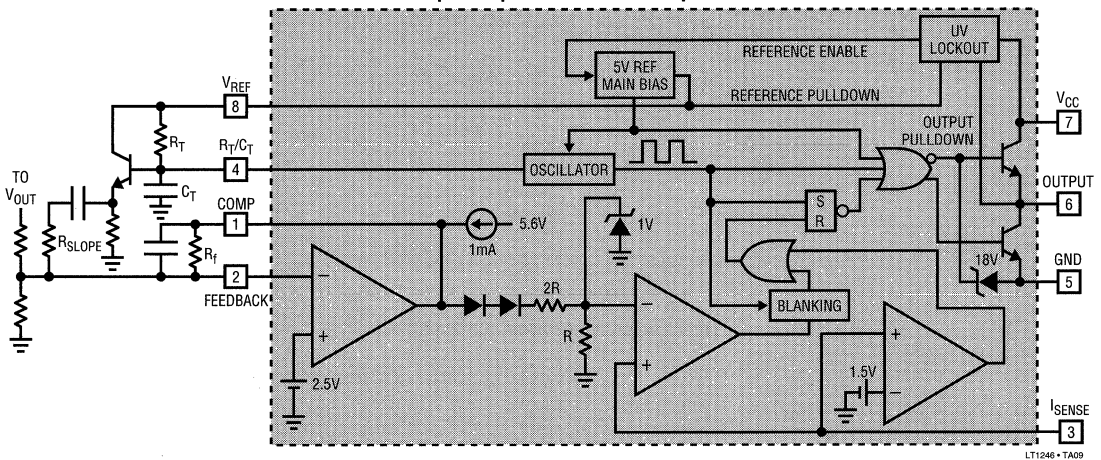 UV
LOCKOUT
REFERENCE ENABLE
5V REF
MAIN BIAS
REFERENCE PULLDOWN
V_REF
8
V_CC
7
OUTPUT
PULLDOWN
R_T
R_T/C_T
4
OSCILLATOR
TO
V_OUT
C_T
COMP
1
5.6V
1mA
1V
S
R
OUTPUT
6
R_SLOPE
R_f
2
FEEDBACK
–
+
2.5V
2R
R
–
+
BLANKING
18V
GND
5
+
–
1.5V
I_SENSE
3
LT1246 • TA09